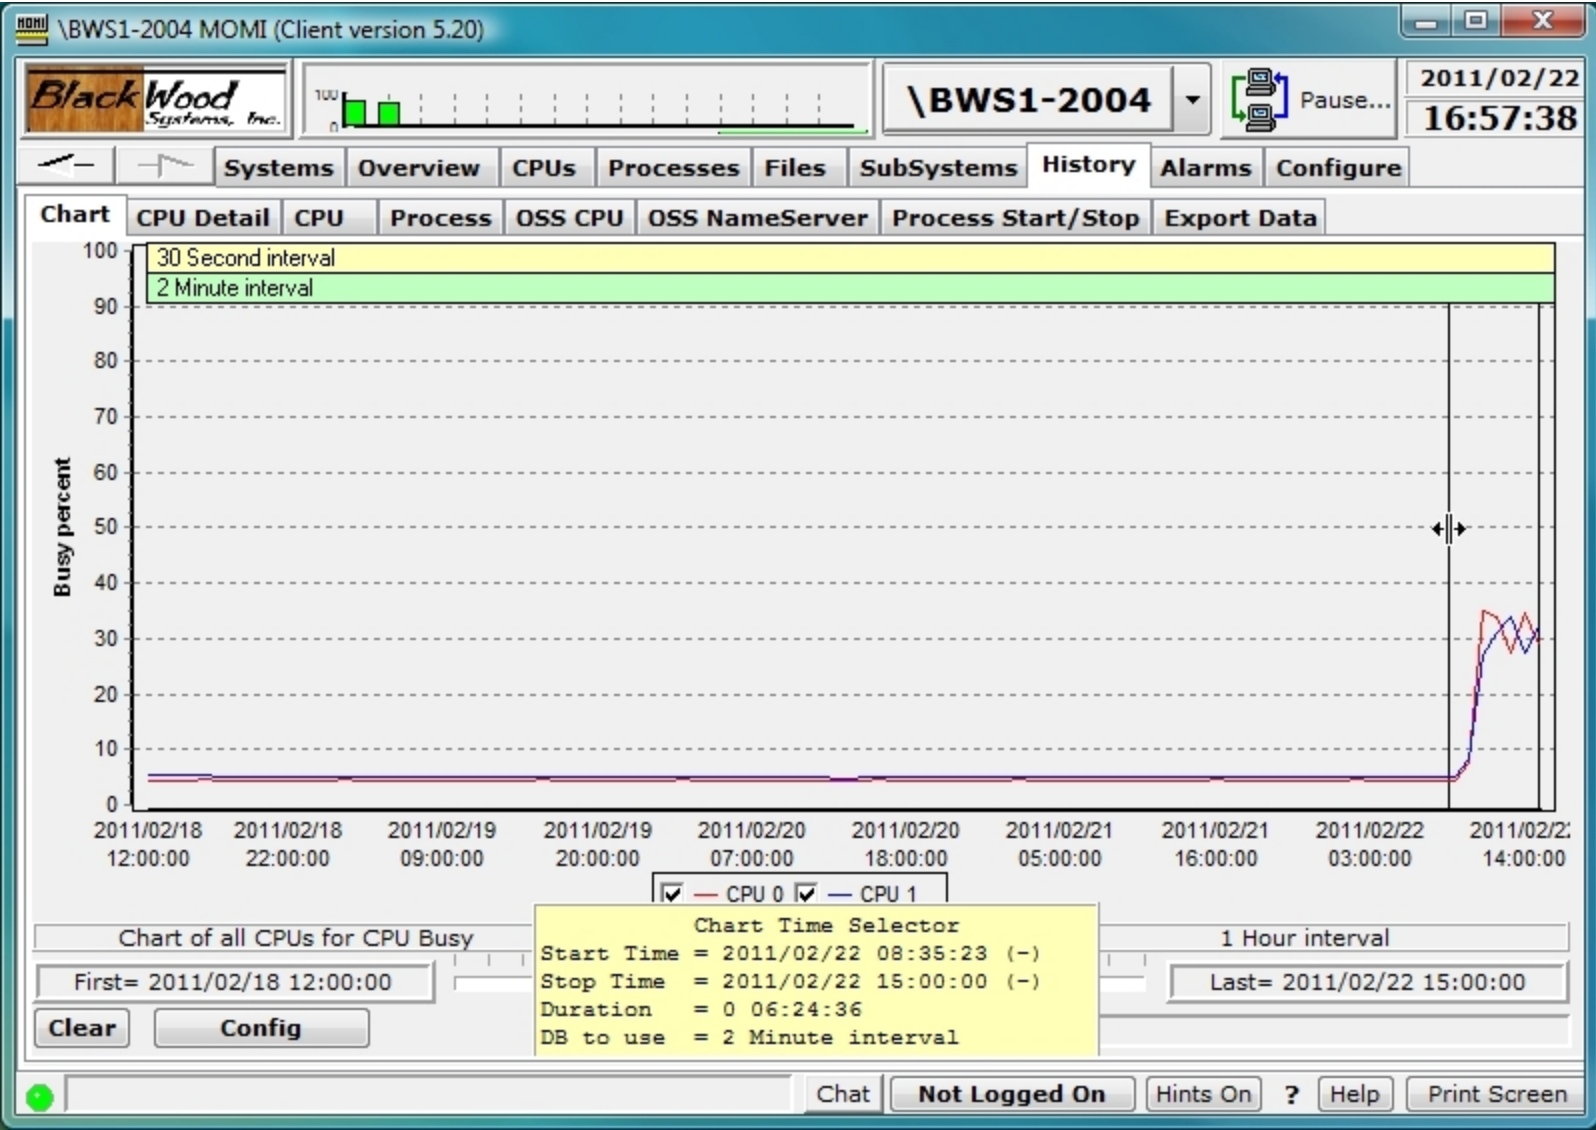 MOMI \BWS1-2004 MOMI (Client version 5.20)
BlackWood
Systems, Inc.
100
0
\BWS1-2004
Pause...
2011/02/22
16:57:38
Systems Overview CPUs Processes Files SubSystems History Alarms Configure
Chart CPU Detail CPU Process OSS CPU OSS NameServer Process Start/Stop Export Data
30 Second interval
2 Minute interval
100
90
80
70
60
50
40
30
20
10
0
Busy percent
2011/02/18 2011/02/18 2011/02/19 2011/02/19 2011/02/20 2011/02/20 2011/02/21 2011/02/21 2011/02/22 2011/02/22
12:00:00 22:00:00 09:00:00 20:00:00 07:00:00 18:00:00 05:00:00 16:00:00 03:00:00 14:00:00
CPU 0 CPU 1
Chart of all CPUs for CPU Busy
1 Hour interval
First= 2011/02/18 12:00:00
Last= 2011/02/22 15:00:00
Chart Time Selector
Start Time = 2011/02/22 08:35:23 (-)
Stop Time = 2011/02/22 15:00:00 (-)
Duration = 0 06:24:36
DB to use = 2 Minute interval
Clear Config
Chat Not Logged On Hints On ? Help Print Screen